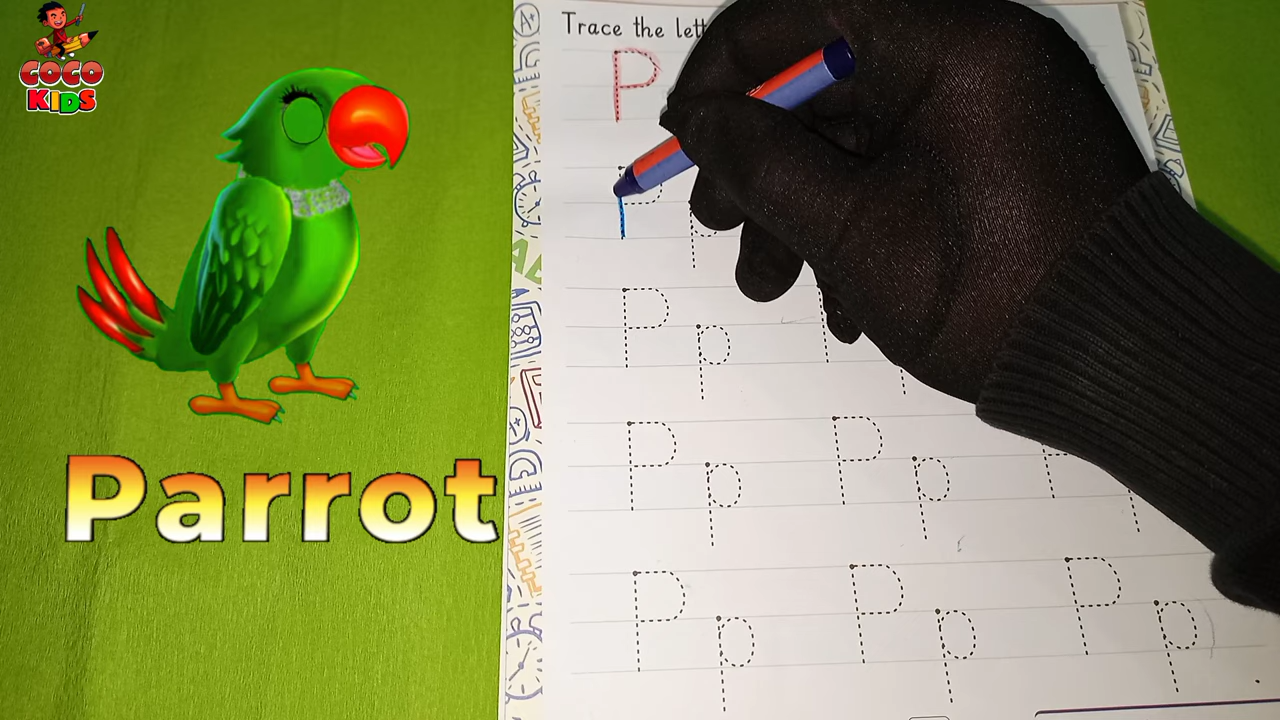 COCO
KIDS
Parrot
A+
Trace the lett
P
P p
P p
P p P p
P p P p P p